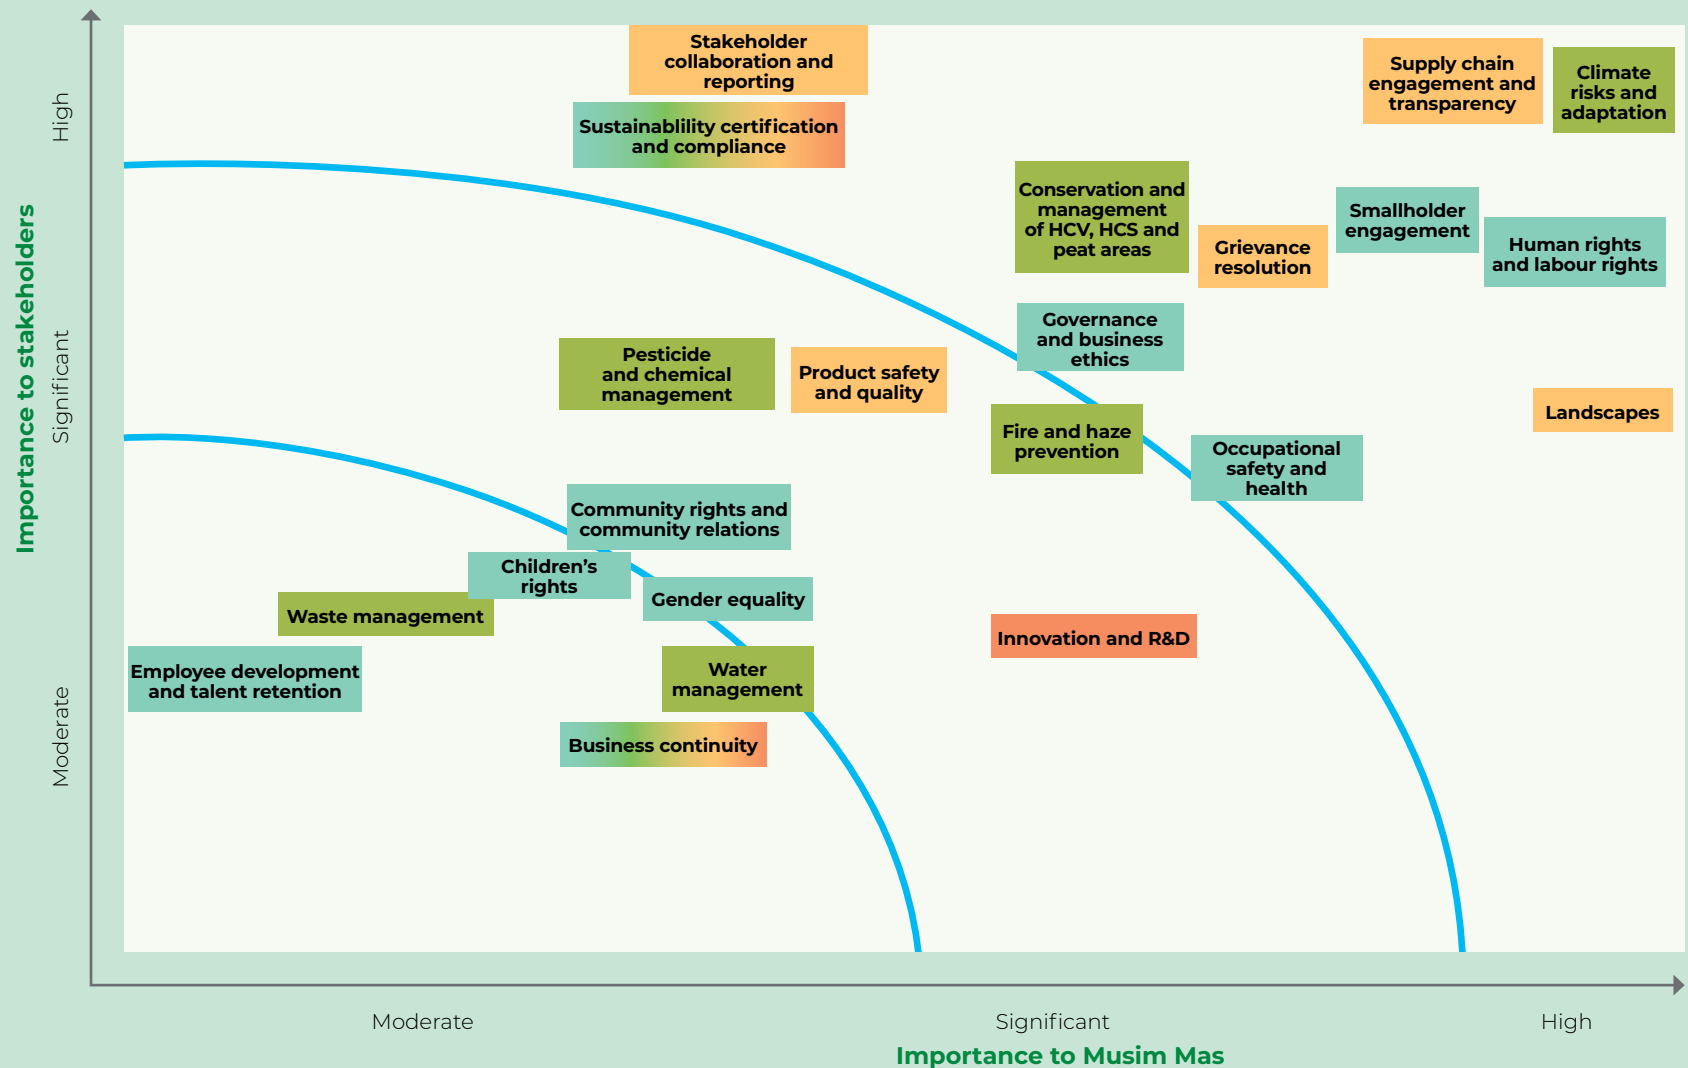 Stakeholder
collaboration and
reporting
Sustainablility certification
and compliance
Supply chain
engagement and
transparency
Climate
risks and
adaptation
Conservation and
management
of HCV, HCS and
peat areas
Grievance
resolution
Smallholder
engagement
Human rights
and labour rights
Governance
and business
ethics
Pesticide
and chemical
management
Product safety
and quality
Landscapes
Fire and haze
prevention
Occupational
safety and
health
Community rights and
community relations
Children’s
rights
Gender equality
Waste management
Innovation and R&D
Employee development
and talent retention
Water
management
Business continuity
High
Significant
Moderate
Importance to stakeholders
Moderate
Significant
High
Importance to Musim Mas